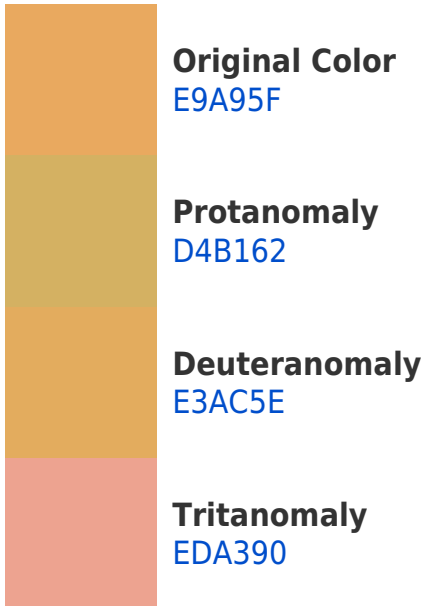 Original Color
E9A95F
Protanomaly
D4B162
Deuteranomaly
E3AC5E
Tritanomaly
EDA390